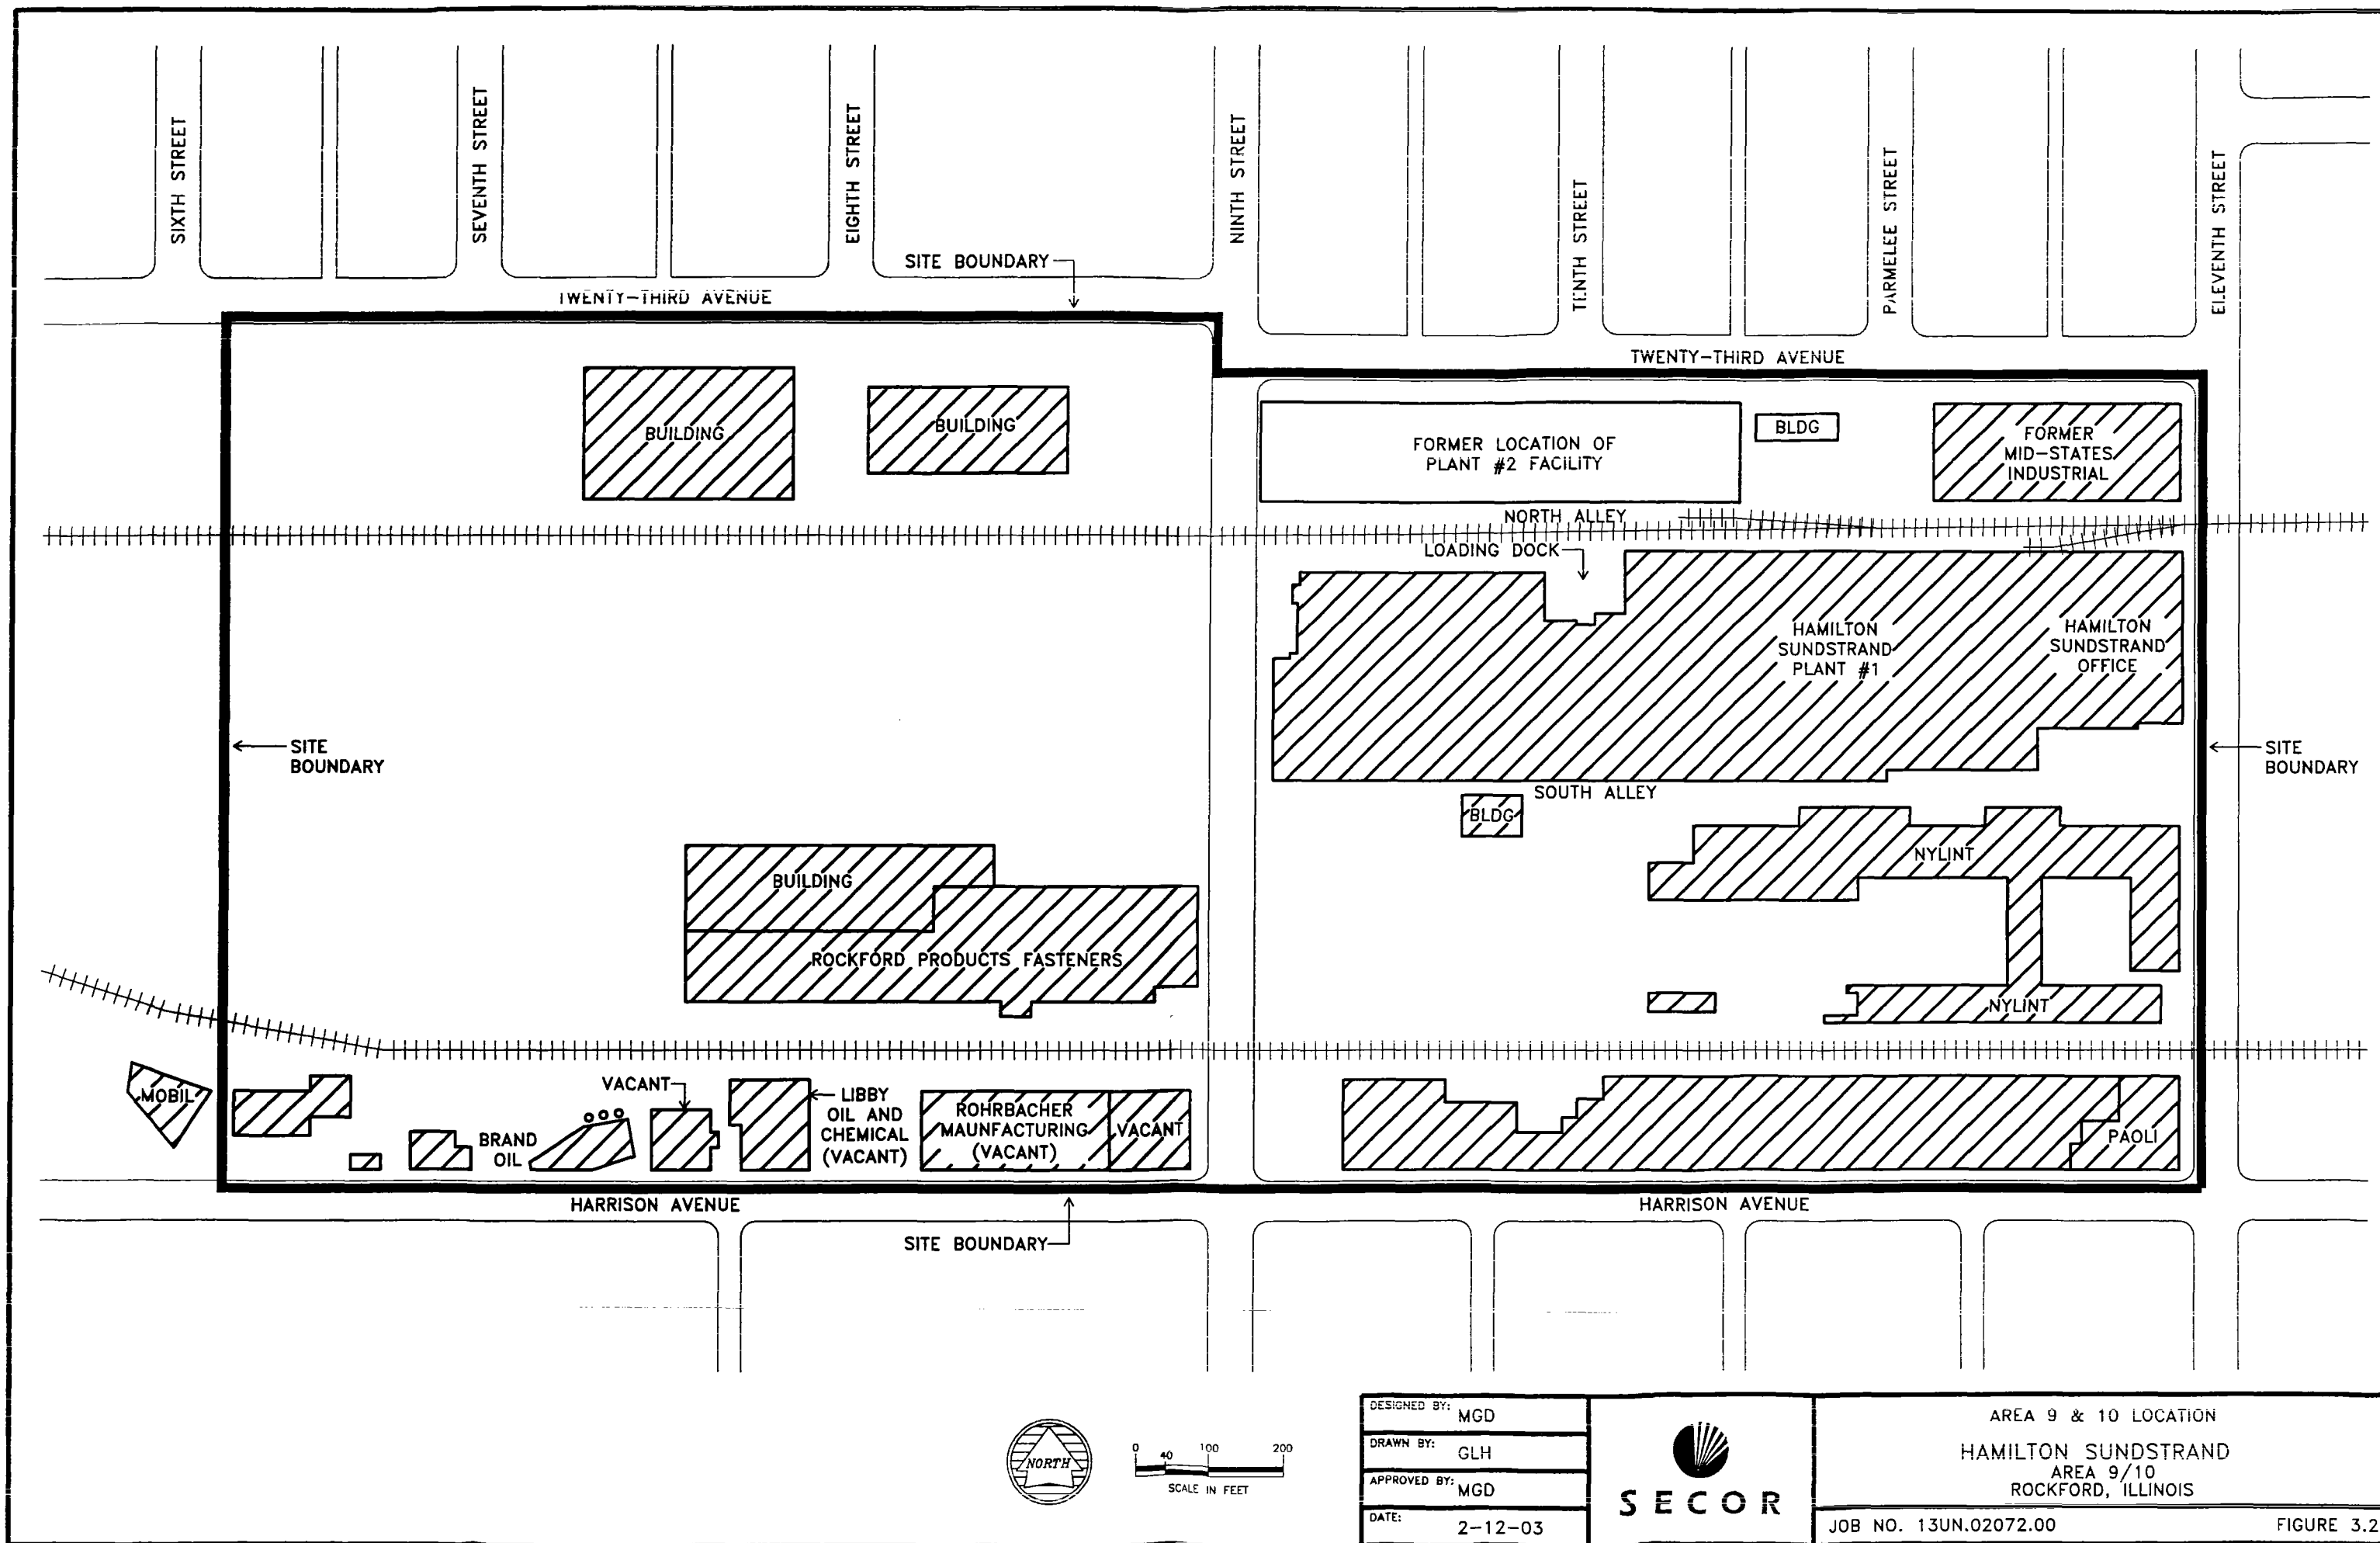 SIXTH STREET
SEVENTH STREET
EIGHTH STREET
NINTH STREET
TENTH STREET
PARMELEE STREET
ELEVENTH STREET
SITE BOUNDARY
TWENTY-THIRD AVENUE
TWENTY-THIRD AVENUE
BUILDING
BUILDING
FORMER LOCATION OF
PLANT #2 FACILITY
BLDG
FORMER
MID-STATES
INDUSTRIAL
NORTH ALLEY
LOADING DOCK
HAMILTON
SUNDSTRAND
PLANT #1
HAMILTON
SUNDSTRAND
OFFICE
SITE
BOUNDARY
SITE
BOUNDARY
SOUTH ALLEY
BLDG
NYLINT
BUILDING
ROCKFORD PRODUCTS FASTENERS
NYLINT
MOBIL
BRAND
OIL
VACANT
LIBBY
OIL AND
CHEMICAL
(VACANT)
ROHRBACHER
MAUNFACTURING
(VACANT)
VACANT
PAOLI
HARRISON AVENUE
HARRISON AVENUE
SITE BOUNDARY
NORTH
0 40 100 200
SCALE IN FEET
DESIGNED BY: MGD
DRAWN BY: GLH
APPROVED BY: MGD
DATE: 2-12-03
SECOR
AREA 9 & 10 LOCATION
HAMILTON SUNDSTRAND
AREA 9/10
ROCKFORD, ILLINOIS
JOB NO. 13UN.02072.00
FIGURE 3.2